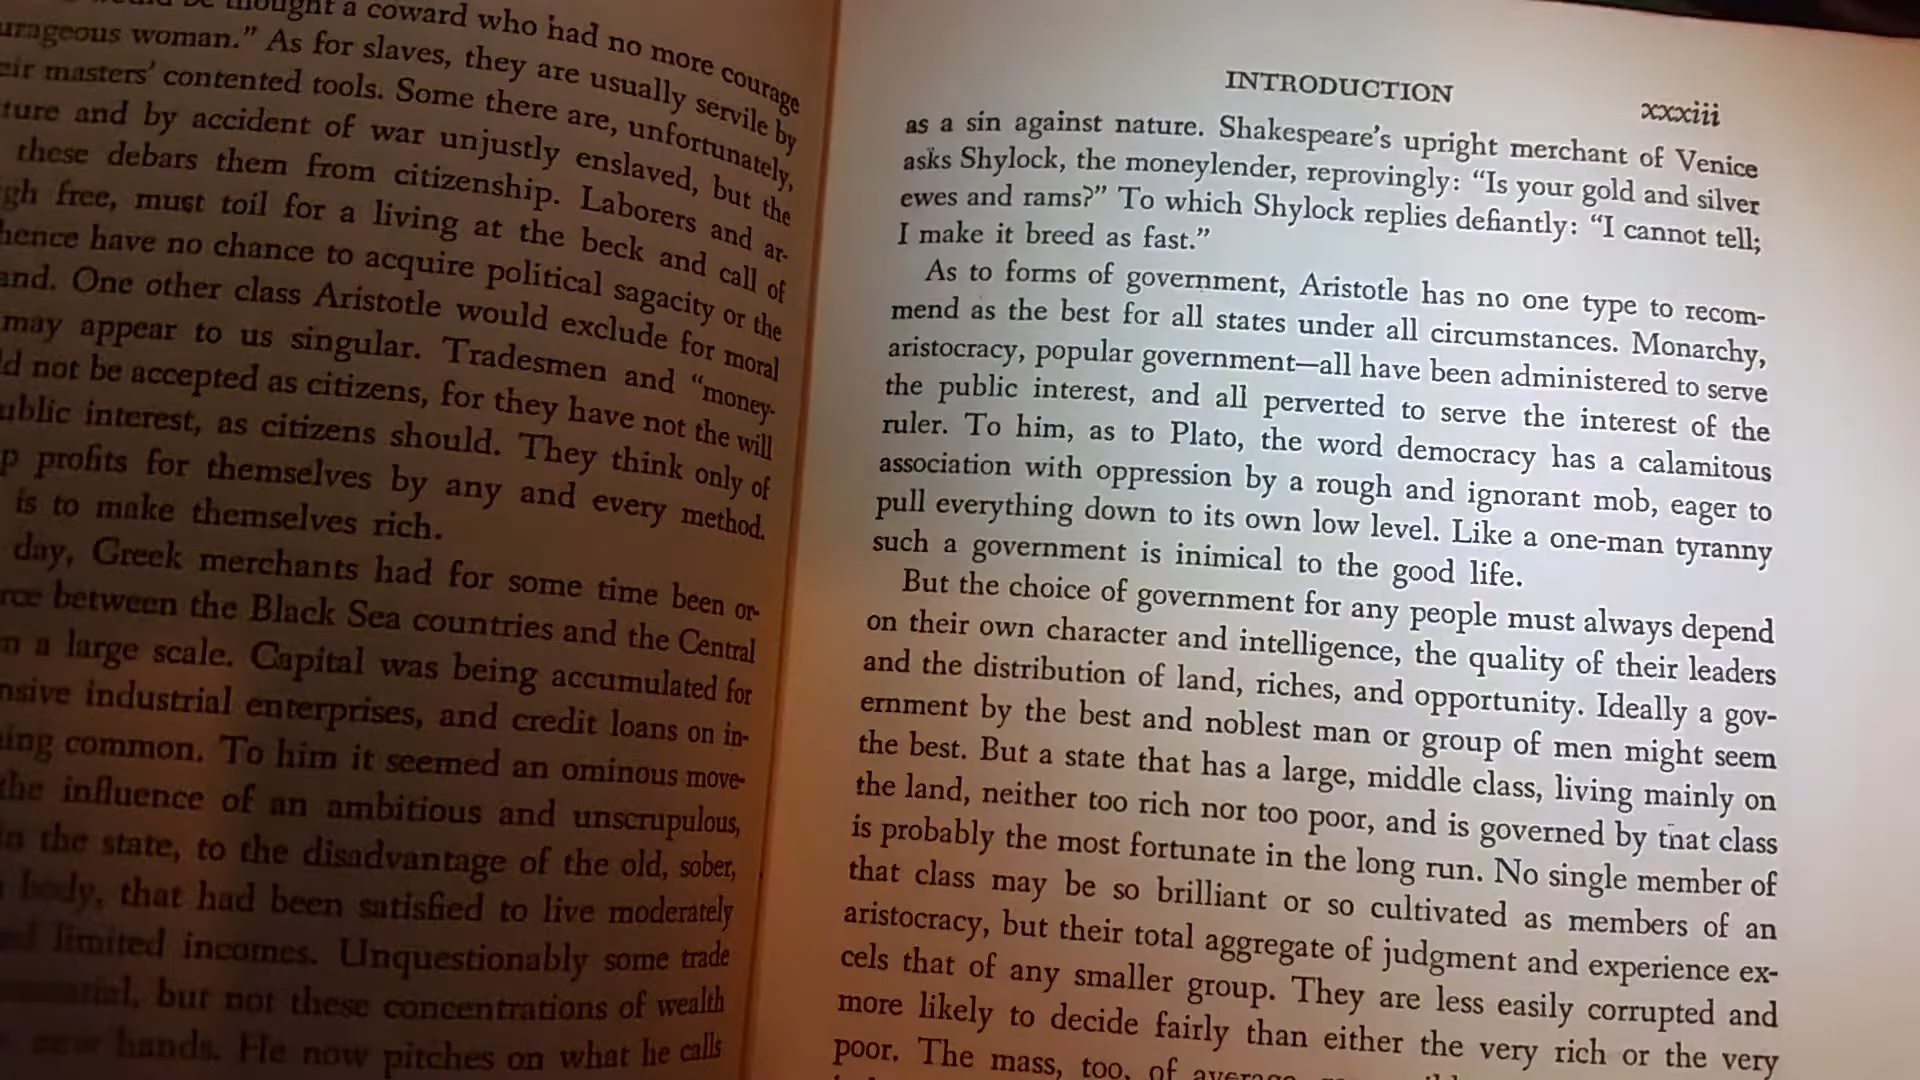 thought a coward who had no more courage
woman.” As for slaves, they are usually servile by
masters’ contented tools. Some there are, unfortunately,
and by accident of war unjustly enslaved, but the
these debars them from citizenship. Laborers and ar-
free, must toil for a living at the beck and call of
have no chance to acquire political sagacity or the
One other class Aristotle would exclude for moral
may appear to us singular. Tradesmen and “money-
not be accepted as citizens, for they have not the will
interest, as citizens should. They think only of
profits for themselves by any and every method.
is to make themselves rich.
day, Greek merchants had for some time been or-
between the Black Sea countries and the Central
a large scale. Capital was being accumulated for
industrial enterprises, and credit loans on in-
common. To him it seemed an ominous move-
the influence of an ambitious and unscrupulous,
in the state, to the disadvantage of the old, sober,
body, that had been satisfied to live moderately
limited incomes. Unquestionably some trade
but not these concentrations of wealth
hands. He now pitches on what he calls
INTRODUCTION xxxiii
as a sin against nature. Shakespeare’s upright merchant of Venice
asks Shylock, the moneylender, reprovingly: “Is your gold and silver
ewes and rams?” To which Shylock replies defiantly: “I cannot tell;
I make it breed as fast.”
As to forms of government, Aristotle has no one type to recom-
mend as the best for all states under all circumstances. Monarchy,
aristocracy, popular government—all have been administered to serve
the public interest, and all perverted to serve the interest of the
ruler. To him, as to Plato, the word democracy has a calamitous
association with oppression by a rough and ignorant mob, eager to
pull everything down to its own low level. Like a one-man tyranny
such a government is inimical to the good life.
But the choice of government for any people must always depend
on their own character and intelligence, the quality of their leaders
and the distribution of land, riches, and opportunity. Ideally a gov-
ernment by the best and noblest man or group of men might seem
the best. But a state that has a large, middle class, living mainly on
the land, neither too rich nor too poor, and is governed by that class
is probably the most fortunate in the long run. No single member of
that class may be so brilliant or so cultivated as members of an
aristocracy, but their total aggregate of judgment and experience ex-
cels that of any smaller group. They are less easily corrupted and
more likely to decide fairly than either the very rich or the very
poor. The mass, too, of average